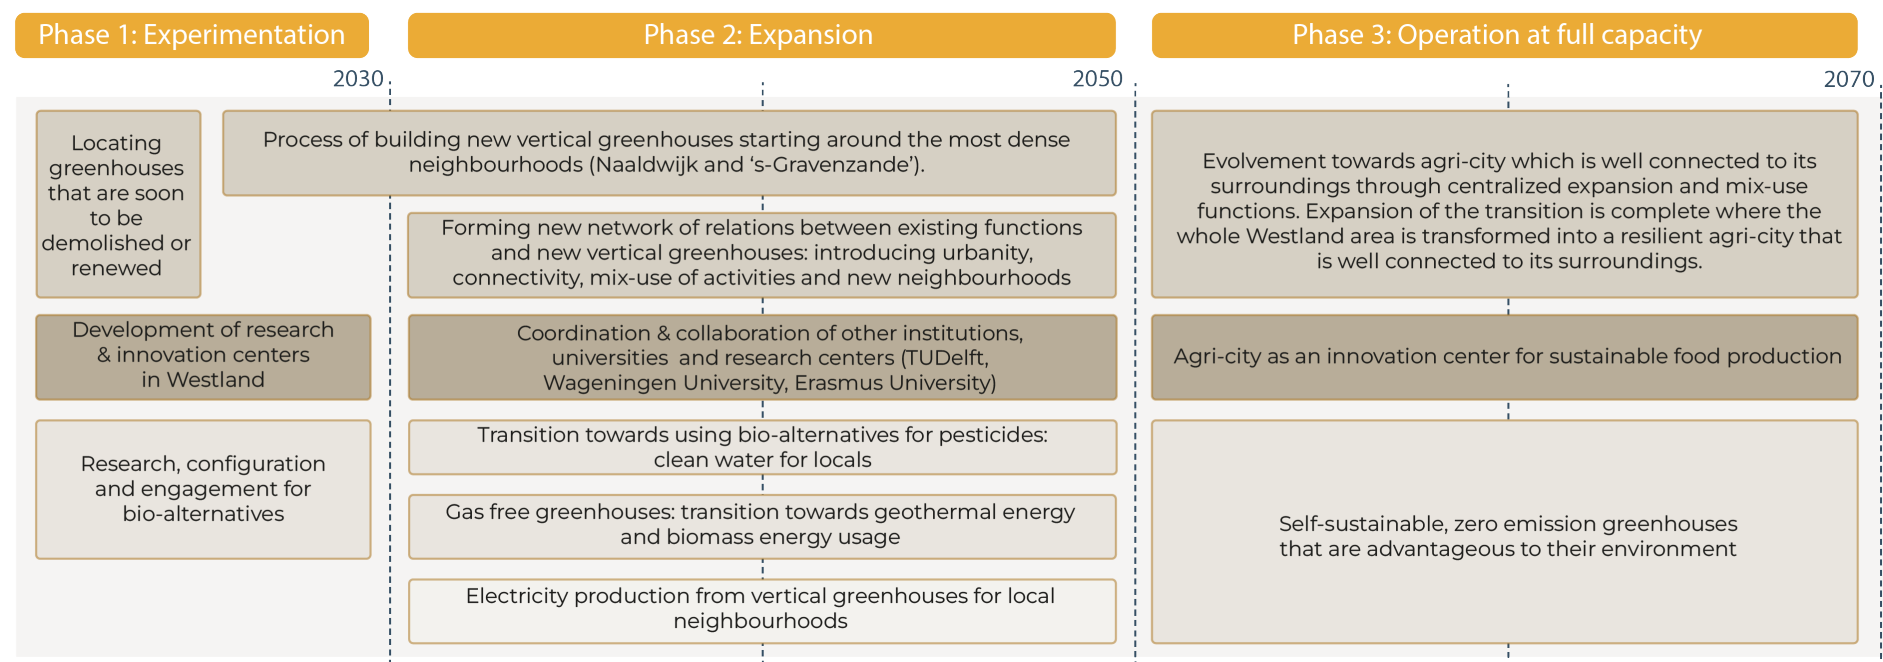 Phase 1: Experimentation
Phase 2: Expansion
Phase 3: Operation at full capacity
2030
2050
2070
Locating
greenhouses
that are soon
to be
demolished or
renewed
Process of building new vertical greenhouses starting around the most dense
neighbourhoods (Naaldwijk and ‘s-Gravenzande’).
Forming new network of relations between existing functions
and new vertical greenhouses: introducing urbanity,
connectivity, mix-use of activities and new neighbourhoods
Evolvement towards agri-city which is well connected to its
surroundings through centralized expansion and mix-use
functions. Expansion of the transition is complete where the
whole Westland area is transformed into a resilient agri-city that
is well connected to its surroundings.
Development of research
& innovation centers
in Westland
Coordination & collaboration of other institutions,
universities and research centers (TUDelft,
Wageningen University, Erasmus University)
Agri-city as an innovation center for sustainable food production
Research, configuration
and engagement for
bio-alternatives
Transition towards using bio-alternatives for pesticides:
clean water for locals
Gas free greenhouses: transition towards geothermal energy
and biomass energy usage
Electricity production from vertical greenhouses for local
neighbourhoods
Self-sustainable, zero emission greenhouses
that are advantageous to their environment